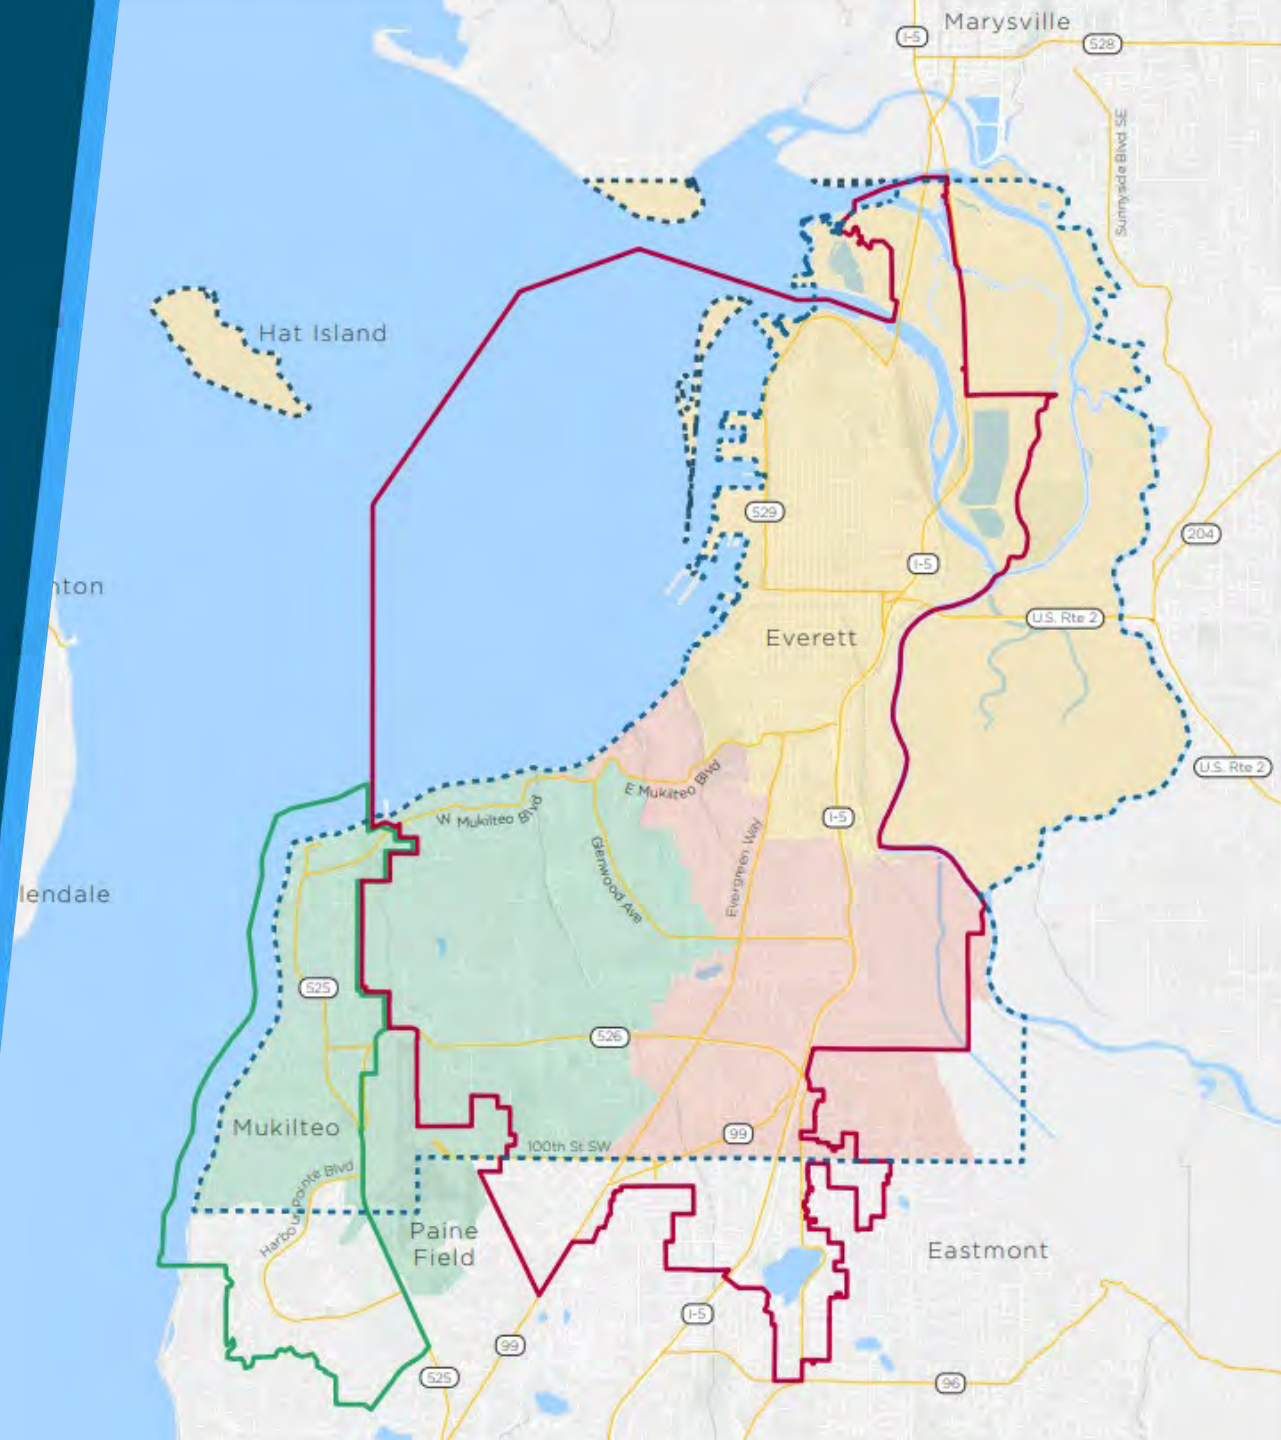 Marysville
I-5
528
Sunnyside Blvd SE
Hat Island
529
204
I-5
nton
U.S. Rte 2
Everett
U.S. Rte 2
E Mukilteo Blvd
W Mukilteo Blvd
I-5
Glenwood Ave
Evergreen Way
lendale
525
526
Mukilteo
99
100th St SW
Harbour Pointe Blvd
Paine
Field
Eastmont
I-5
99
525
96